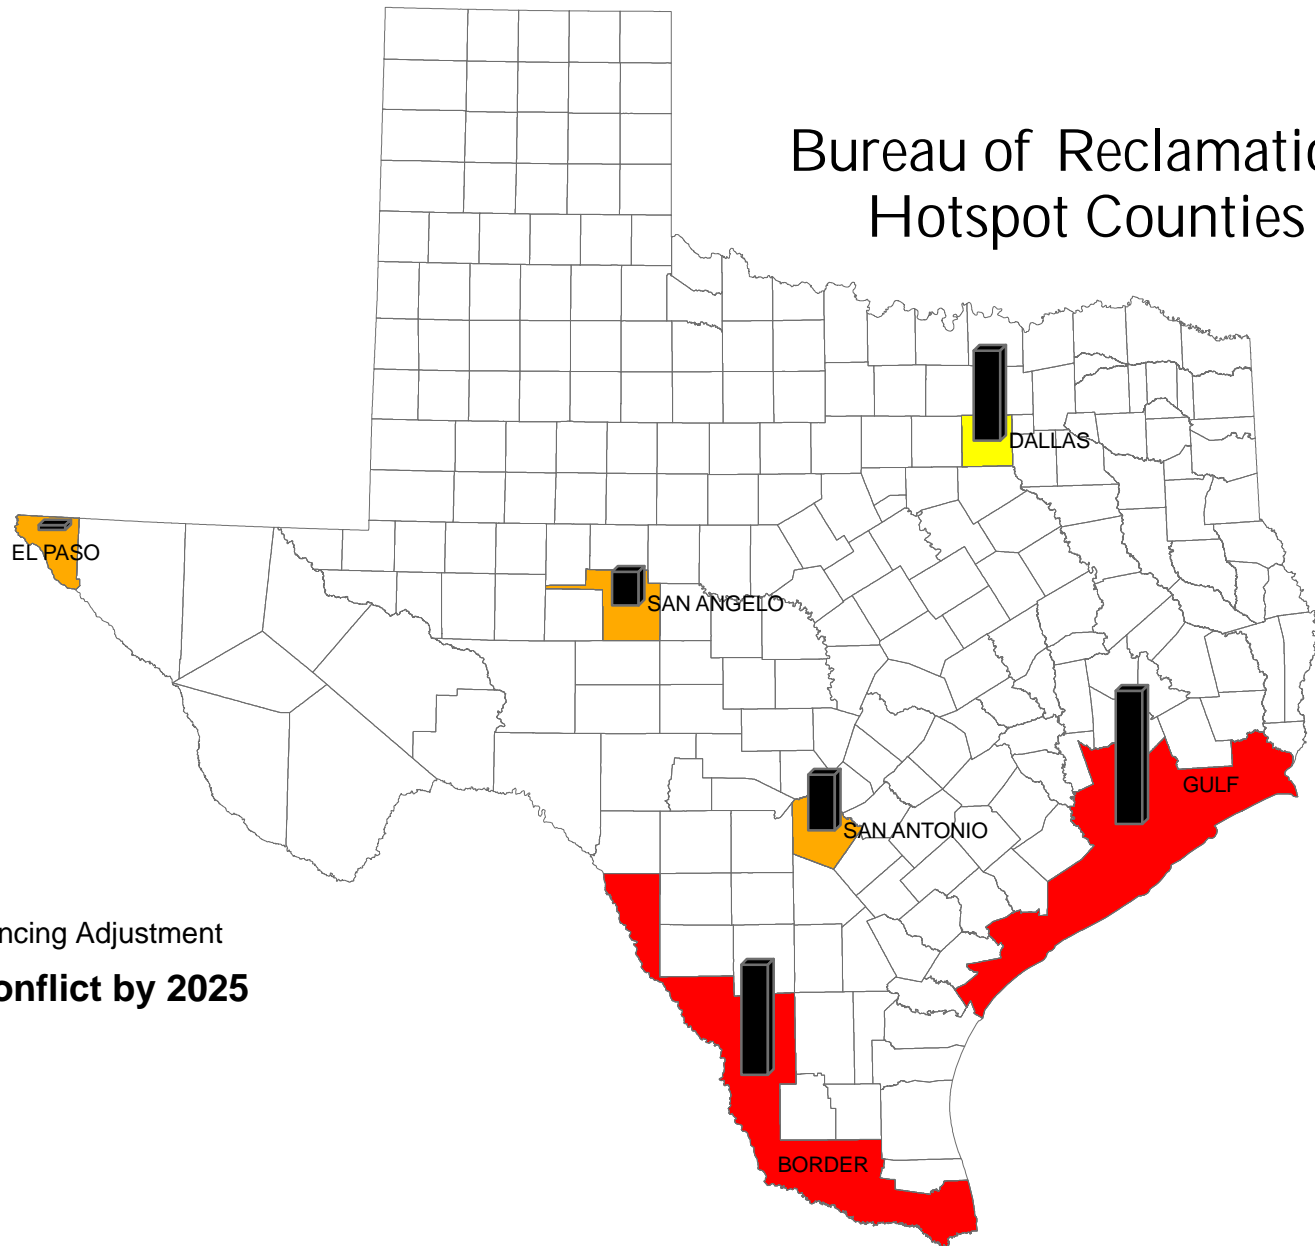 Bureau of Reclamatio
Hotspot Counties
DALLAS
EL PASO
SAN ANGELO
GULF
SAN ANTONIO
ncing Adjustment
onflict by 2025
BORDER